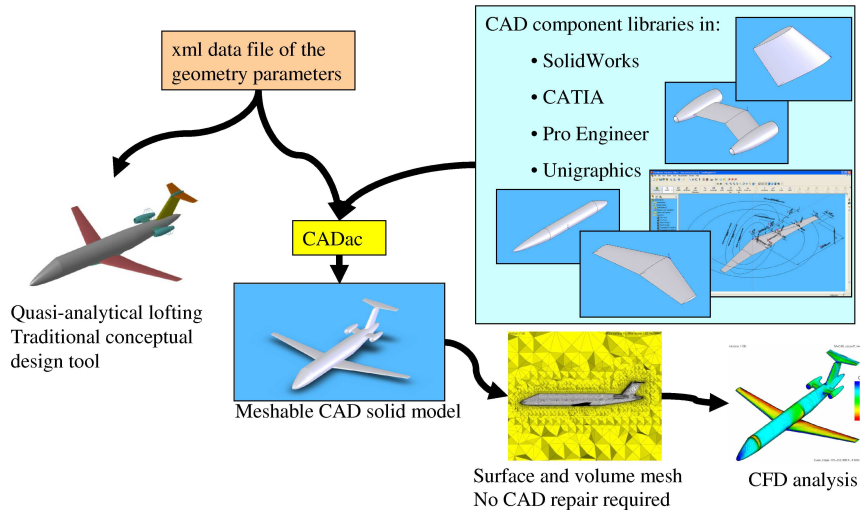 xml data file of the
geometry parameters
CAD component libraries in:
• SolidWorks
• CATIA
• Pro Engineer
• Unigraphics
CADac
Quasi-analytical lofting
Traditional conceptual
design tool
Meshable CAD solid model
Surface and volume mesh
No CAD repair required
CFD analysis